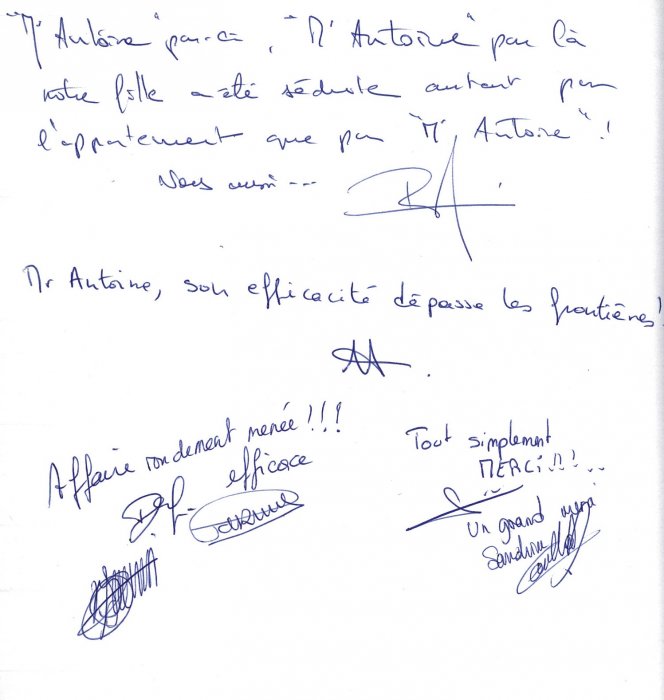 "M' Antoine" par-ci, "M' Antoine" par là
notre fille a été séduite autant par
l'appartement que par "M' Antoine"!
Nous aussi ---
Mr Antoine, son efficacité dépasse les frontières!
Affaire rondement menée!!!
efficace
Tout simplement
MERCi!!!...
Un grand merci
Sandrine